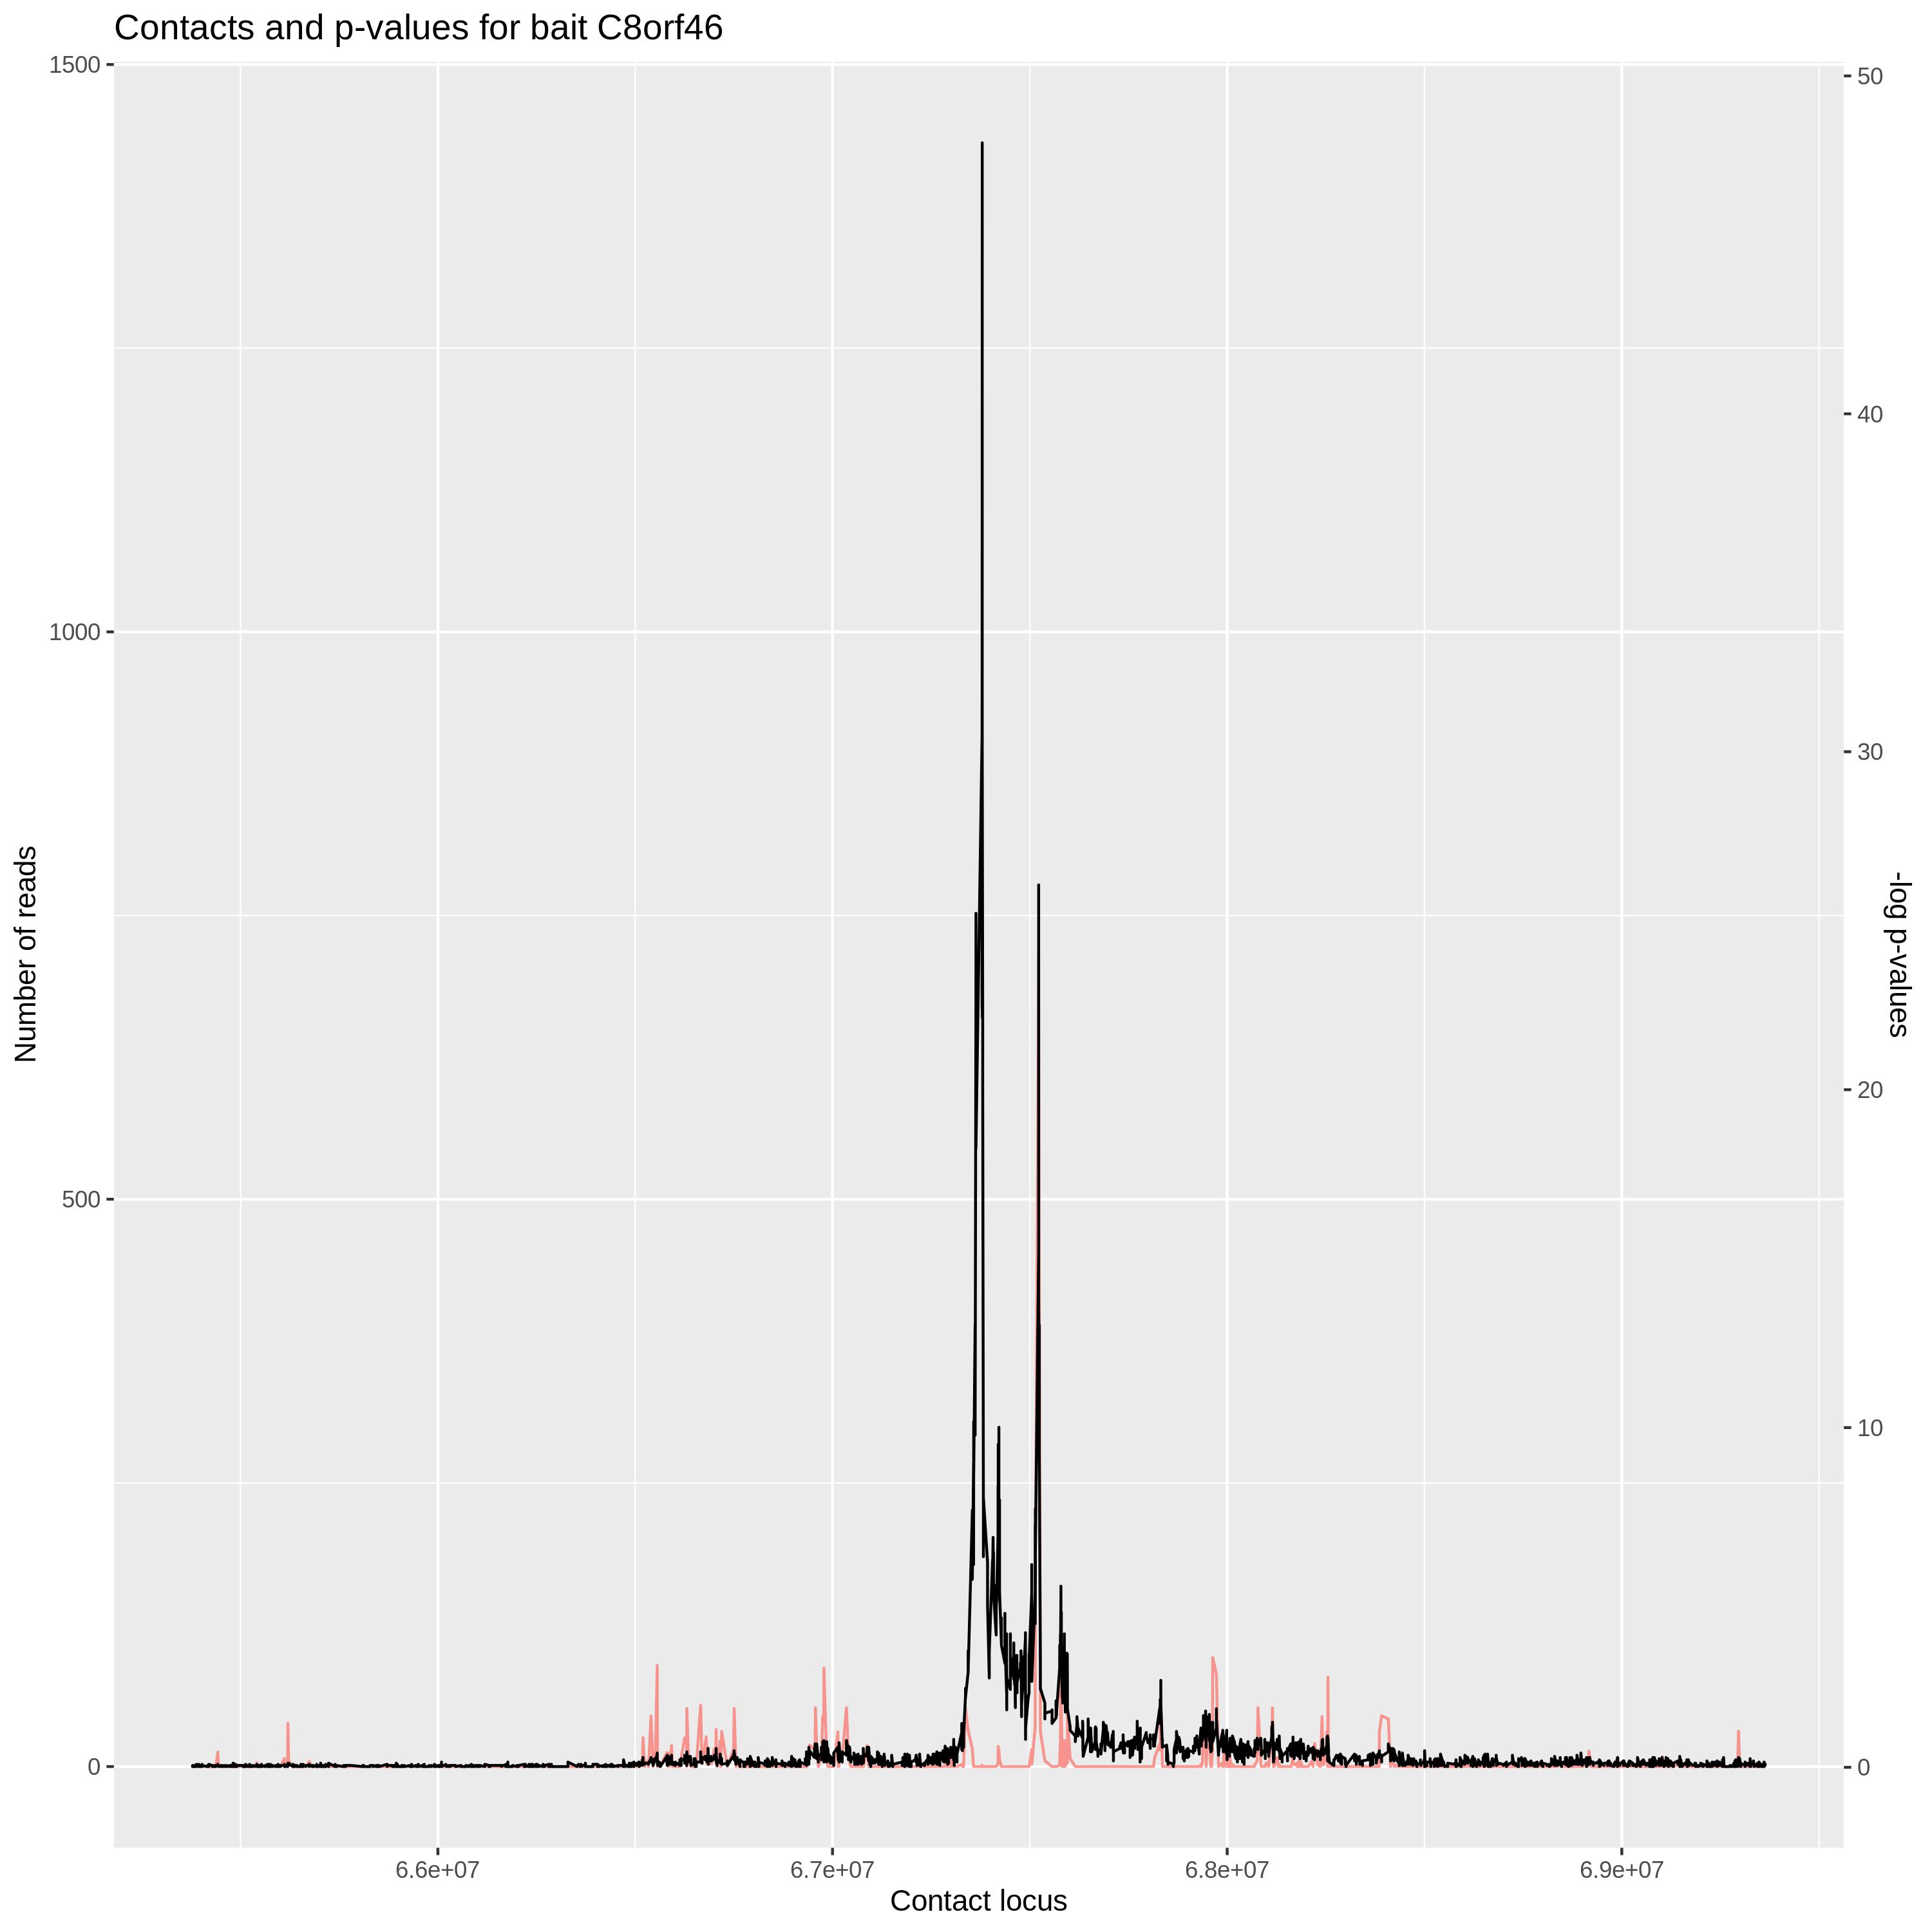 Contacts and p-values for bait C8orf46
1500
1000
500
0
Number of reads
50
40
30
20
10
0
-log p-values
6.6e+07
6.7e+07
6.8e+07
6.9e+07
Contact locus